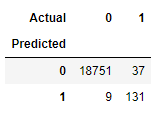 Actual 0 1
Predicted
0 18751 37
1 9 131